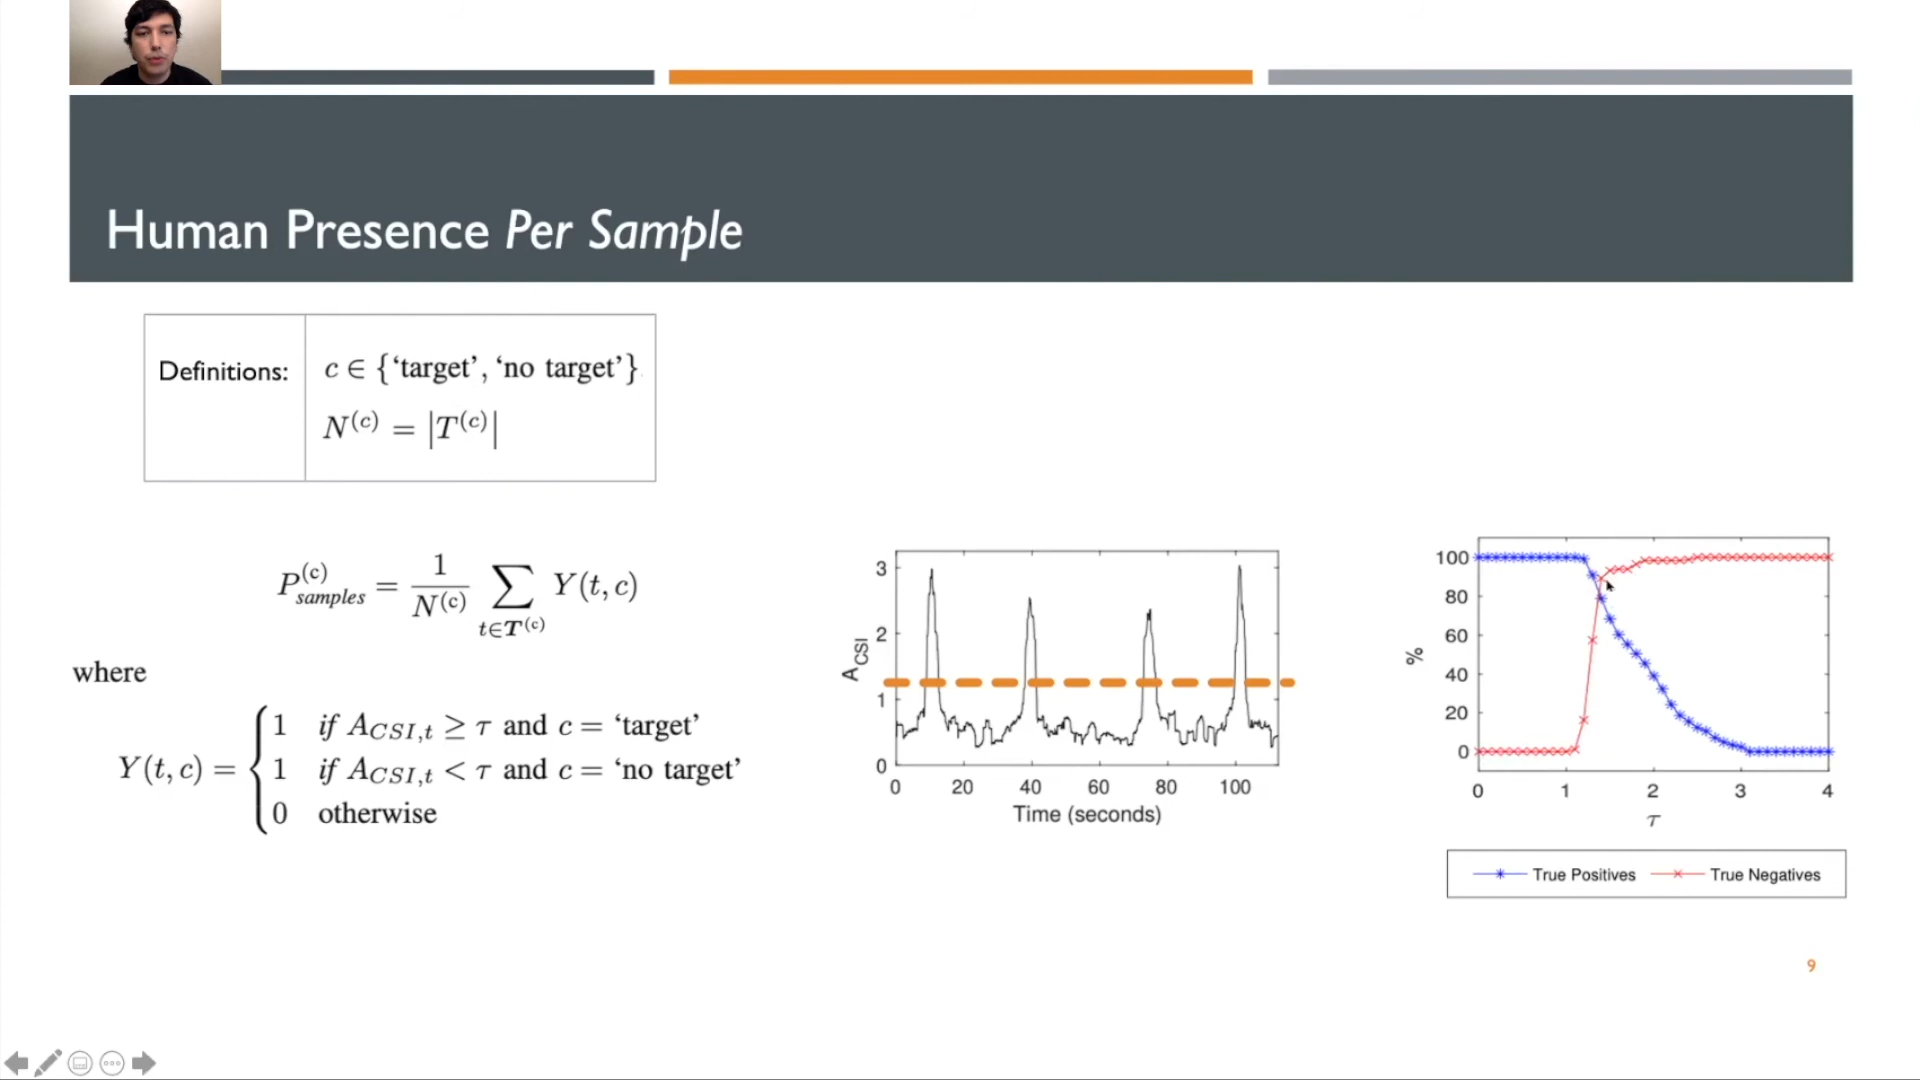 Human Presence Per Sample
Definitions:
c ∈ {‘target’, ‘no target’}
N^(c) = |T^(c)|
P^(c)_samples = 1/N^(c) ∑_{t∈T^(c)} Y(t, c)
where
Y(t, c) = {
1 if A_CSI,t ≥ τ and c = ‘target’
1 if A_CSI,t < τ and c = ‘no target’
0 otherwise
A_CSI
3
2
1
0
0 20 40 60 80 100
Time (seconds)
%
100
80
60
40
20
0
0 1 2 3 4
τ
True Positives True Negatives
9